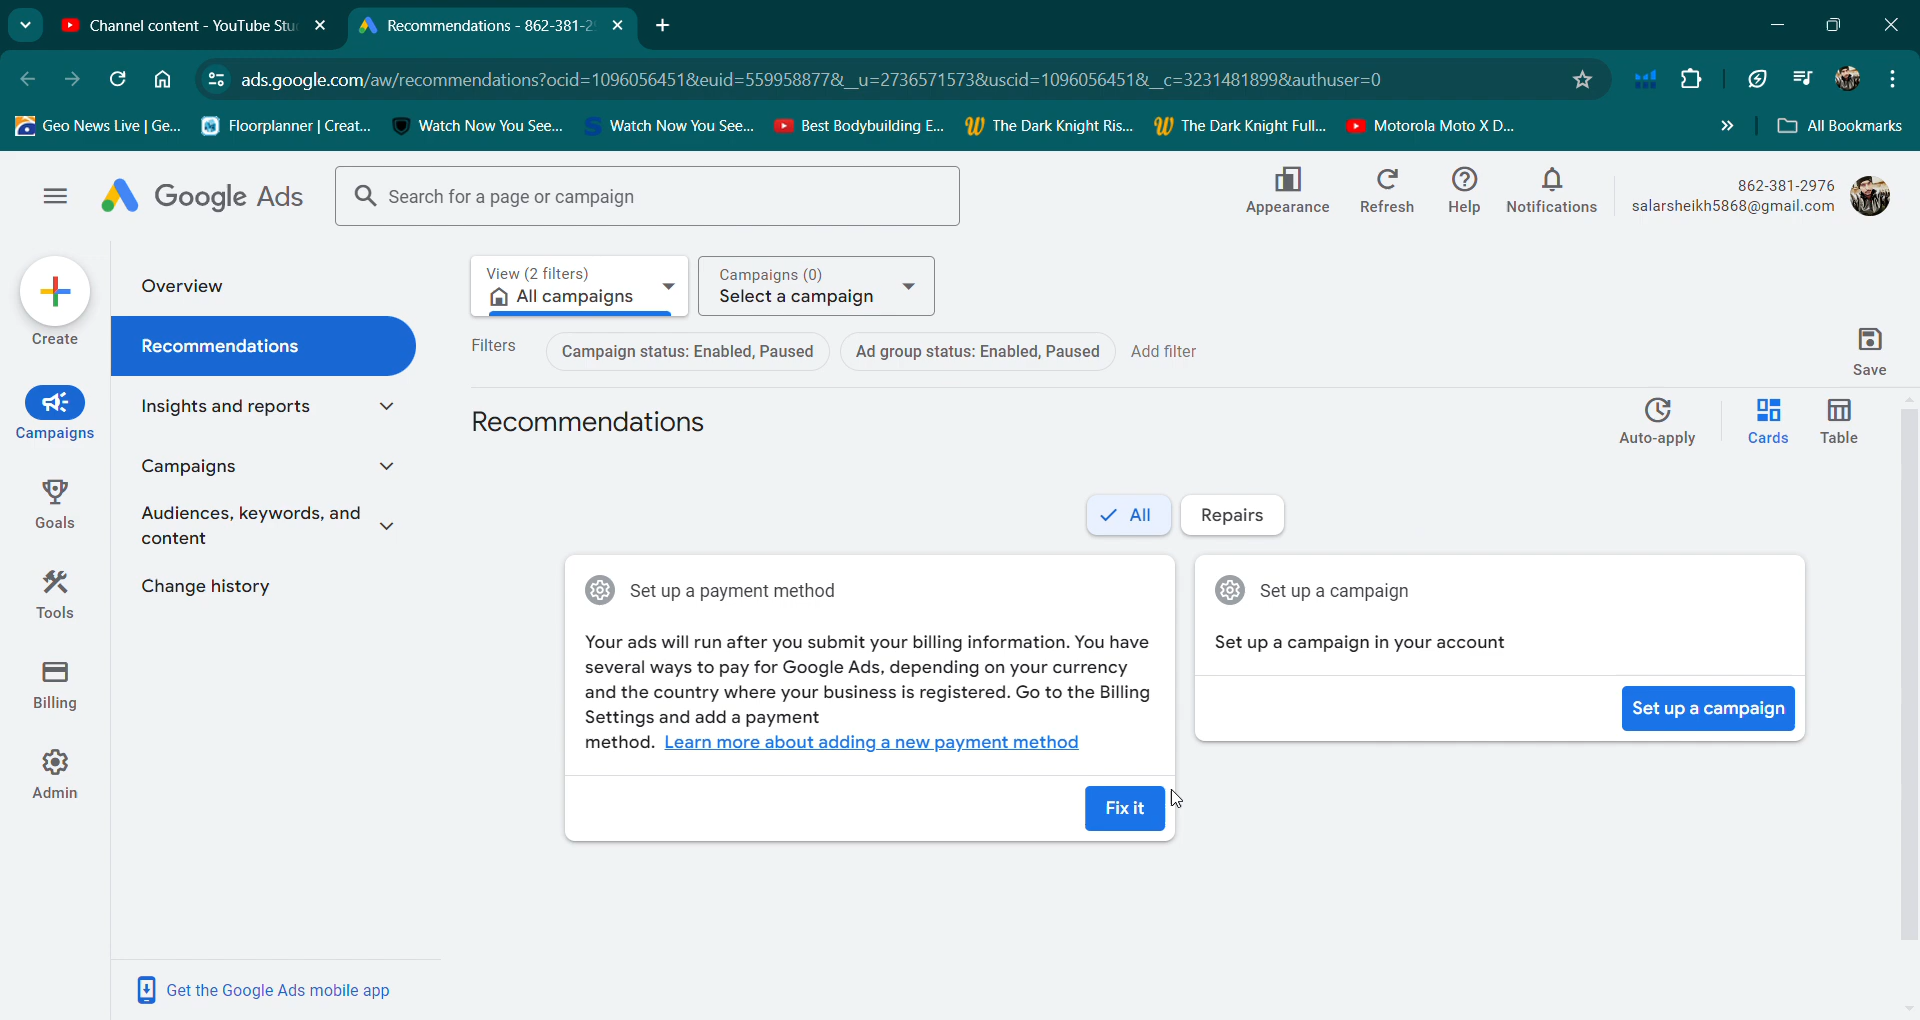 Channel content - YouTube Stu
Recommendations - 862-381-2
ads.google.com/aw/recommendations?ocid=1096056451&euid=559958877&__u=2736571573&uscid=1096056451&__c=3231481899&authuser=0
Geo News Live | Ge...
Floorplanner | Creat...
Watch Now You See...
Watch Now You See...
Best Bodybuilding E...
The Dark Knight Ris...
The Dark Knight Full...
Motorola Moto X D...
All Bookmarks
Google Ads
Search for a page or campaign
Appearance
Refresh
Help
Notifications
862-381-2976
salarsheikh5868@gmail.com
Create
Campaigns
Goals
Tools
Billing
Admin
Overview
Recommendations
Insights and reports
Campaigns
Audiences, keywords, and
content
Change history
Get the Google Ads mobile app
View (2 filters)
All campaigns
Campaigns (0)
Select a campaign
Filters
Campaign status: Enabled, Paused
Ad group status: Enabled, Paused
Add filter
Save
Recommendations
Auto-apply
Cards
Table
All
Repairs
Set up a payment method
Your ads will run after you submit your billing information. You have
several ways to pay for Google Ads, depending on your currency
and the country where your business is registered. Go to the Billing
Settings and add a payment
method. Learn more about adding a new payment method
Fix it
Set up a campaign
Set up a campaign in your account
Set up a campaign